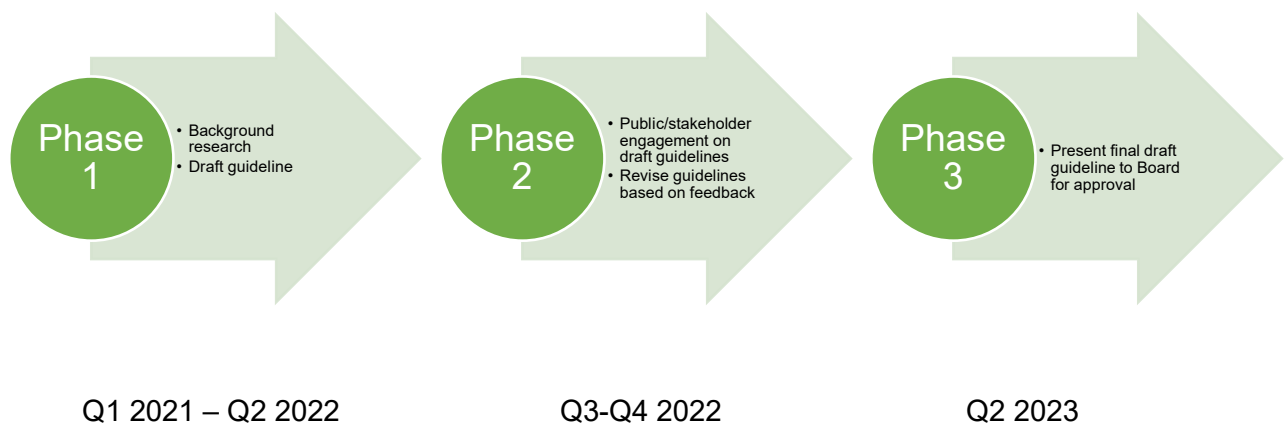 Phase
1
• Background
research
• Draft guideline
Phase
2
• Public/stakeholder
engagement on
draft guidelines
• Revise guidelines
based on feedback
Phase
3
• Present final draft
guideline to Board
for approval
Q1 2021 – Q2 2022
Q3-Q4 2022
Q2 2023